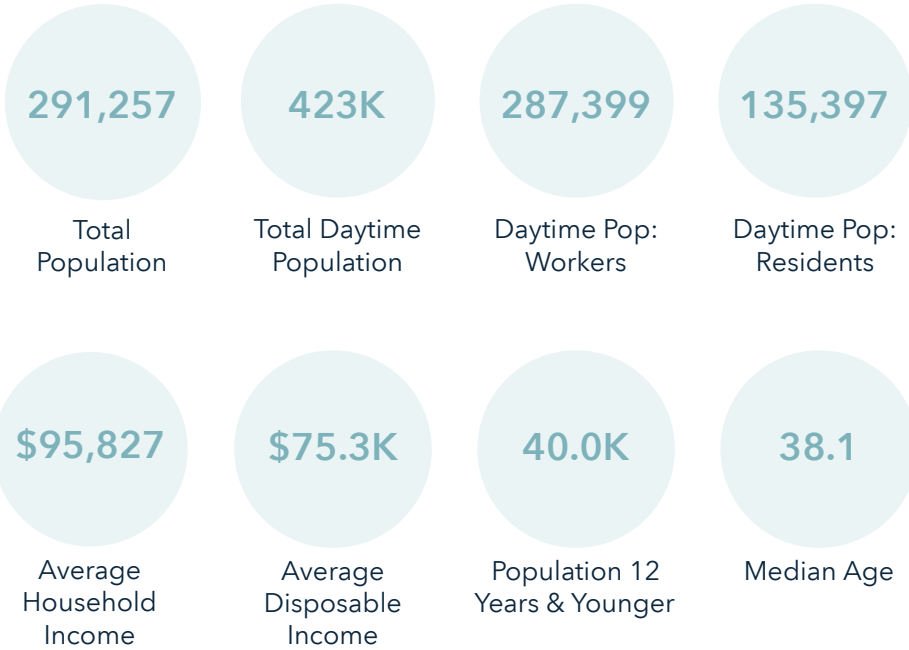 291,257
423K
287,399
135,397
Total
Population
Total Daytime
Population
Daytime Pop:
Workers
Daytime Pop:
Residents
$95,827
$75.3K
40.0K
38.1
Average
Household
Income
Average
Disposable
Income
Population 12
Years & Younger
Median Age